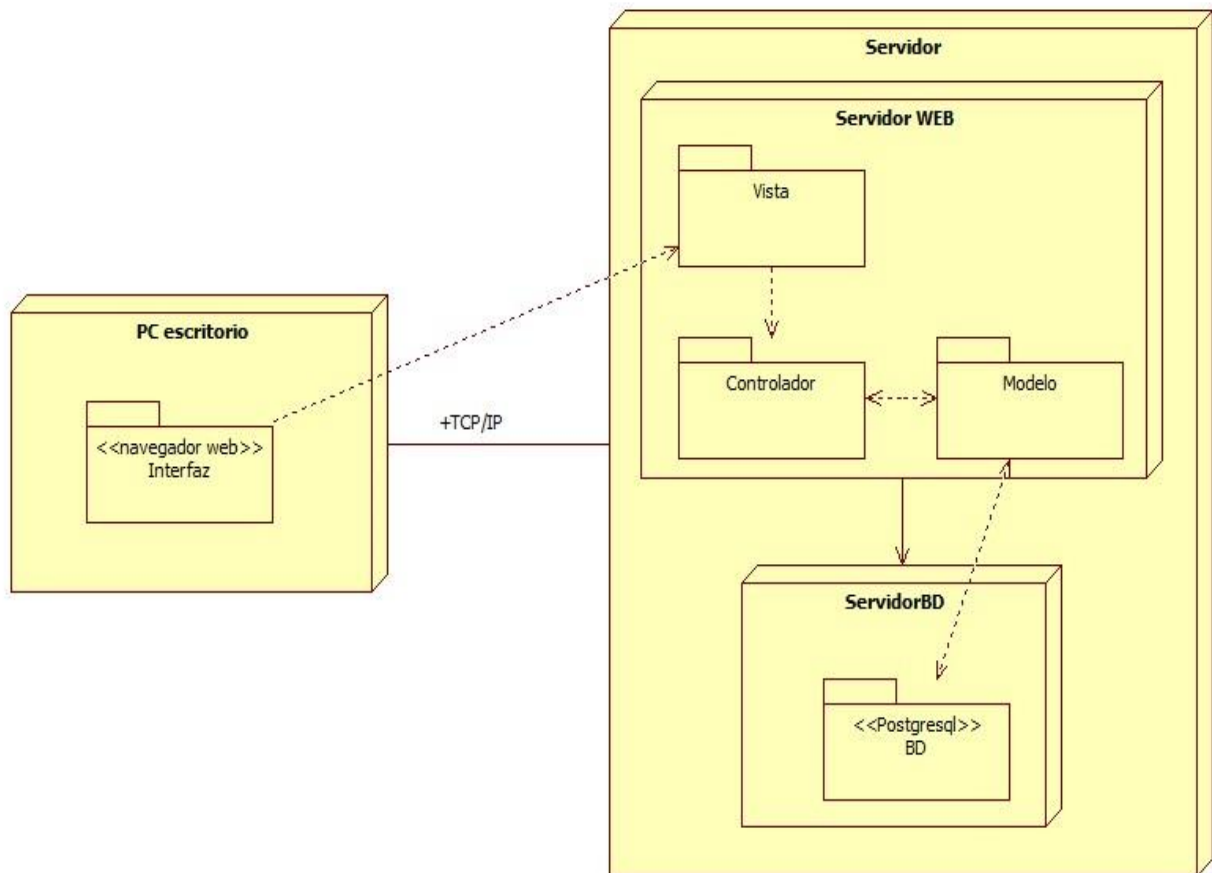 Servidor
Servidor WEB
Vista
PC escritorio
Controlador
Modelo
+TCP/IP
<<navegador web>>
Interfaz
ServidorBD
<<Postgresql>>
BD